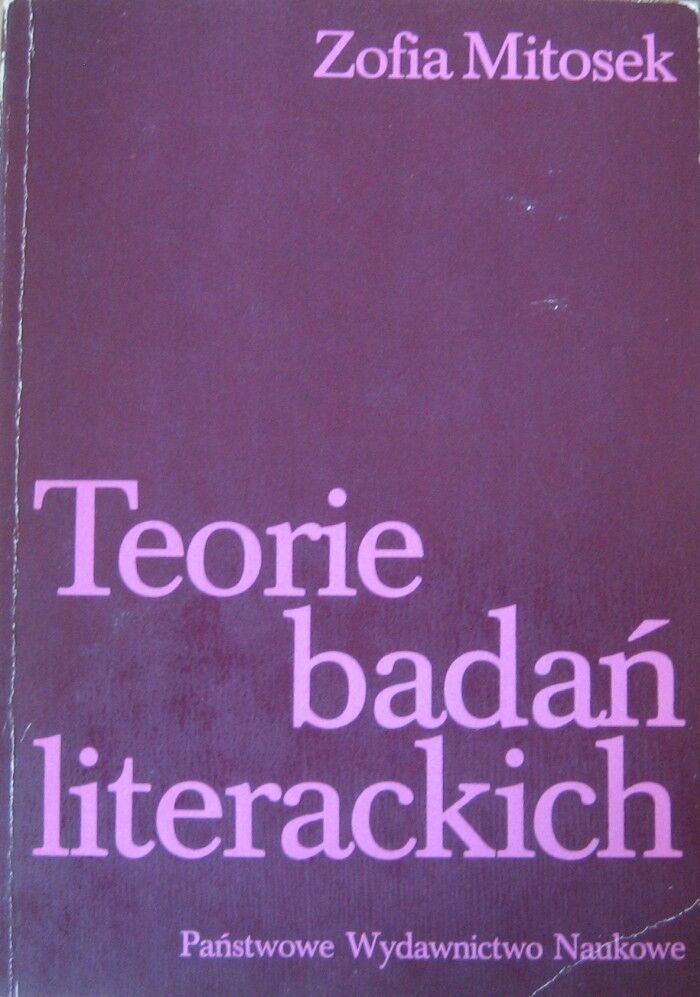 Zofia Mitosek
Teorie
badań
literackich
Państwowe Wydawnictwo Naukowe